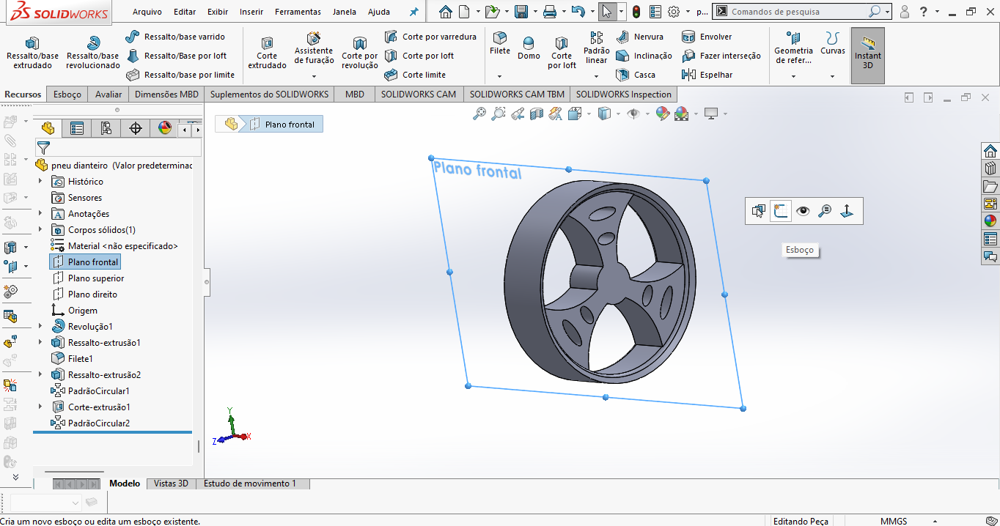 SOLIDWORKS
Arquivo Editar Exibir Inserir Ferramentas Janela Ajuda
p...
Comandos de pesquisa
?
Ressalto/base extrudado
Ressalto/base revolucionado
Ressalto/base varrido
Ressalto/Base por loft
Ressalto/base por limite
Corte extrudado
Assistente de furação
Corte por revolução
Corte por varredura
Corte por loft
Corte limite
Filete
Domo
Corte por loft
Padrão linear
Nervura
Inclinação
Casca
Envolver
Fazer interseção
Espelhar
Geometria de refer...
Curvas
Instant 3D
Recursos Esboço Avaliar Dimensões MBD Suplementos do SOLIDWORKS MBD SOLIDWORKS CAM SOLIDWORKS CAM TBM SOLIDWORKS Inspection
Plano frontal
pneu dianteiro (Valor predeterminac
Histórico
Sensores
Anotações
Corpos sólidos(1)
Material <não especificado>
Plano frontal
Plano superior
Plano direito
Origem
Revolução1
Ressalto-extrusão1
Filete1
Ressalto-extrusão2
PadrãoCircular1
Corte-extrusão1
PadrãoCircular2
Plano frontal
Esboço
Y
Z
X
Modelo Vistas 3D Estudo de movimento 1
Cria um novo esboço ou edita um esboço existente.
Editando Peça
MMGS